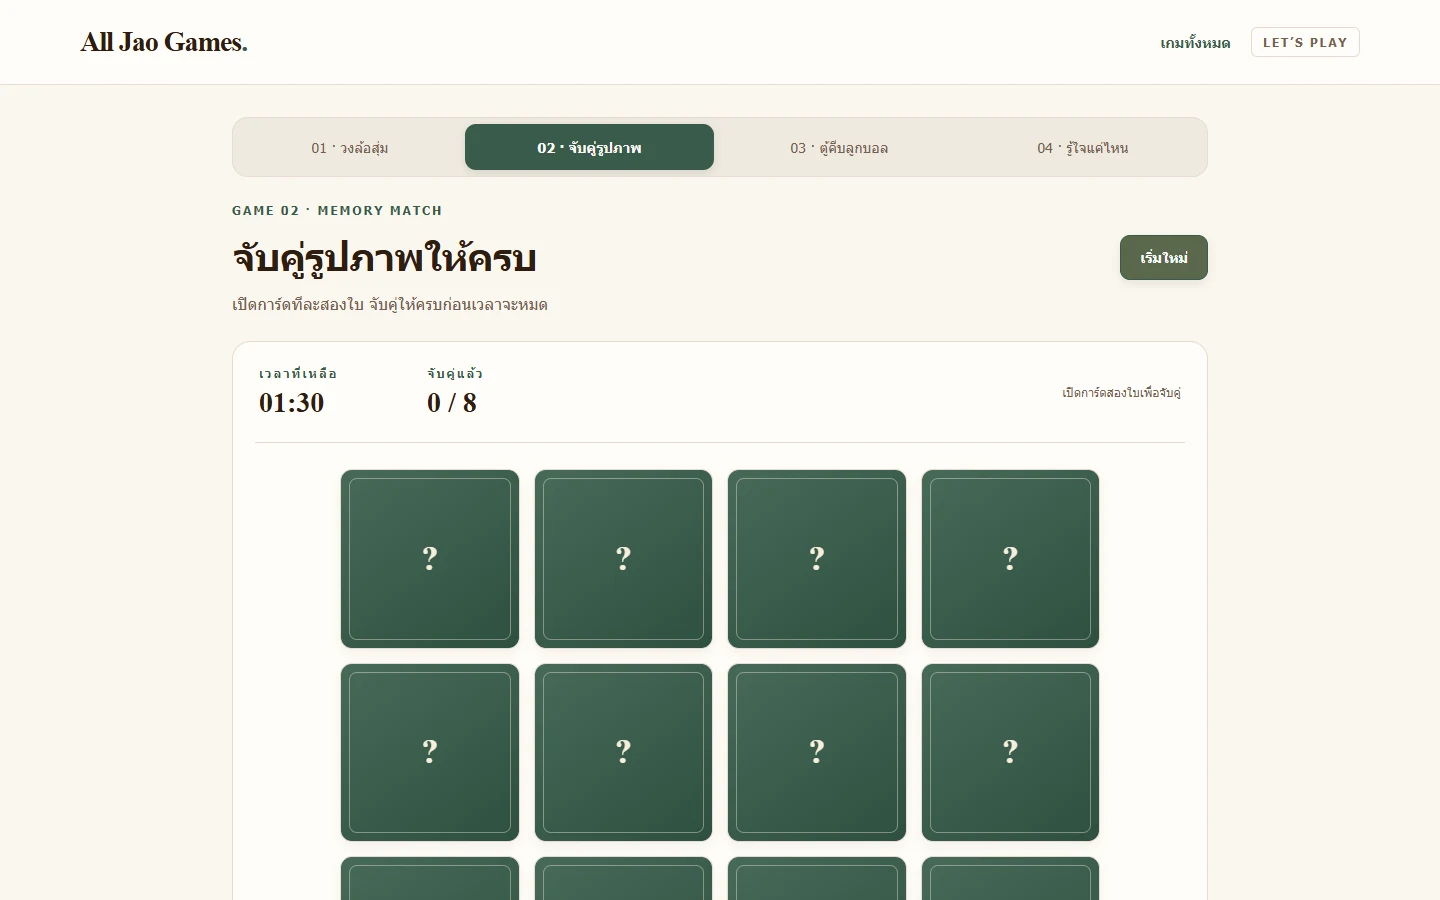 All Jao Games.
เกมทั้งหมด
LET'S PLAY
01 · วงล้อสุ่ม
02 · จับคู่รูปภาพ
03 · ตู้คีบลูกบอล
04 · รู้ใจแค่ไหน
GAME 02 · MEMORY MATCH
จับคู่รูปภาพให้ครบ
เริ่มใหม่
เปิดการ์ดทีละสองใบ จับคู่ให้ครบก่อนเวลาจะหมด
เวลาที่เหลือ
จับคู่แล้ว
01:30
0 / 8
เปิดการ์ดสองใบเพื่อจับคู่
? ? ? ?
? ? ? ?